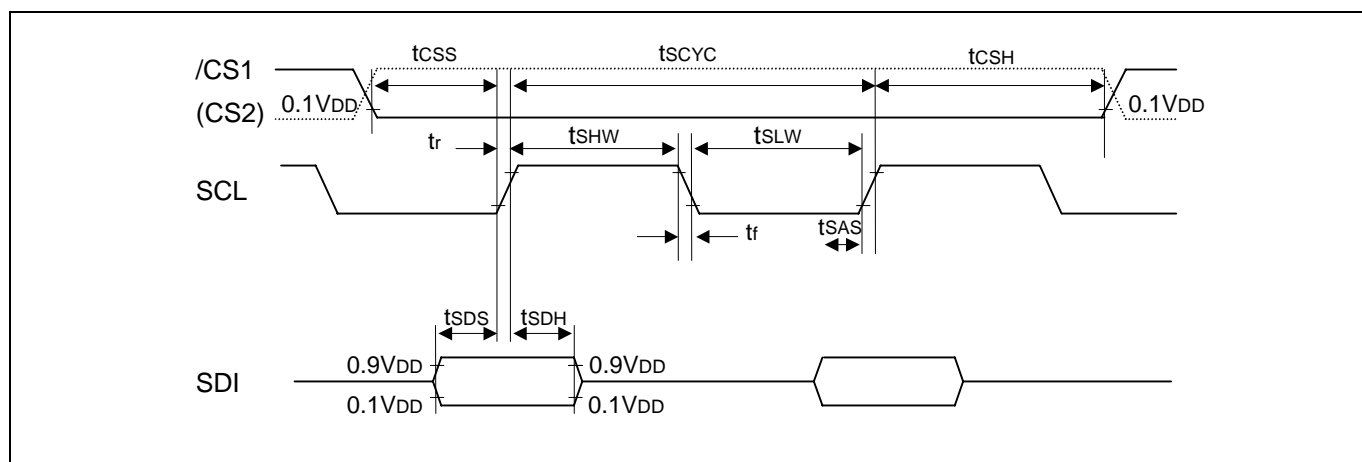 tCSS tSCYC tCSH
/CS1
0.1VDD 0.1VDD
(CS2)
tr tSHW tSLW
SCL
tf tSAS
tSDS tSDH
0.9VDD 0.9VDD
SDI
0.1VDD 0.1VDD